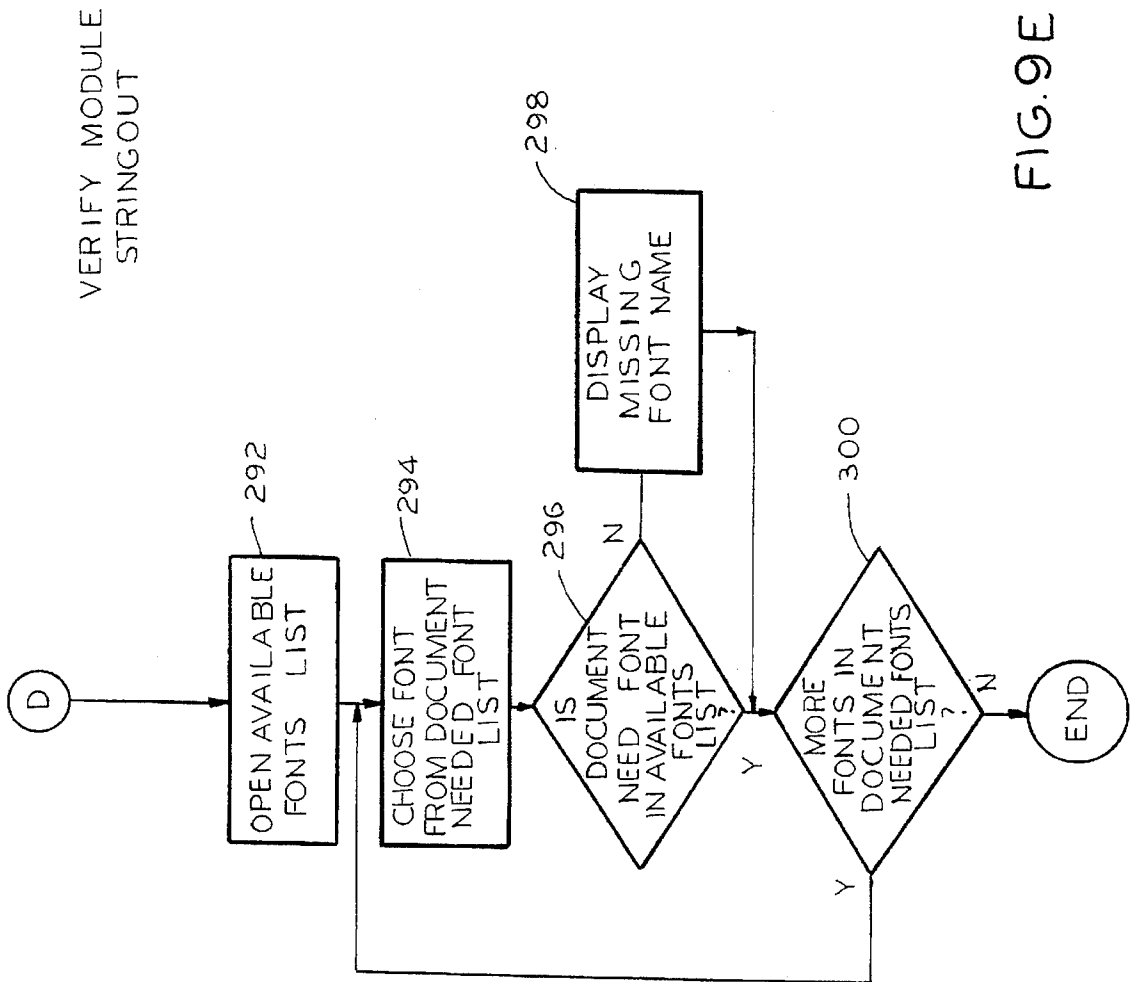 VERIFY MODULE
STRINGOUT
D
OPEN AVAILABLE
FONTS LIST
292
CHOOSE FONT
FROM DOCUMENT
NEEDED FONT
LIST
294
IS
DOCUMENT
NEED FONT
IN AVAILABLE
FONTS
LIST
?
296
N
Y
DISPLAY
MISSING
FONT NAME
298
MORE
FONTS IN
DOCUMENT
NEEDED FONTS
LIST
?
300
Y
N
END
FIG. 9E